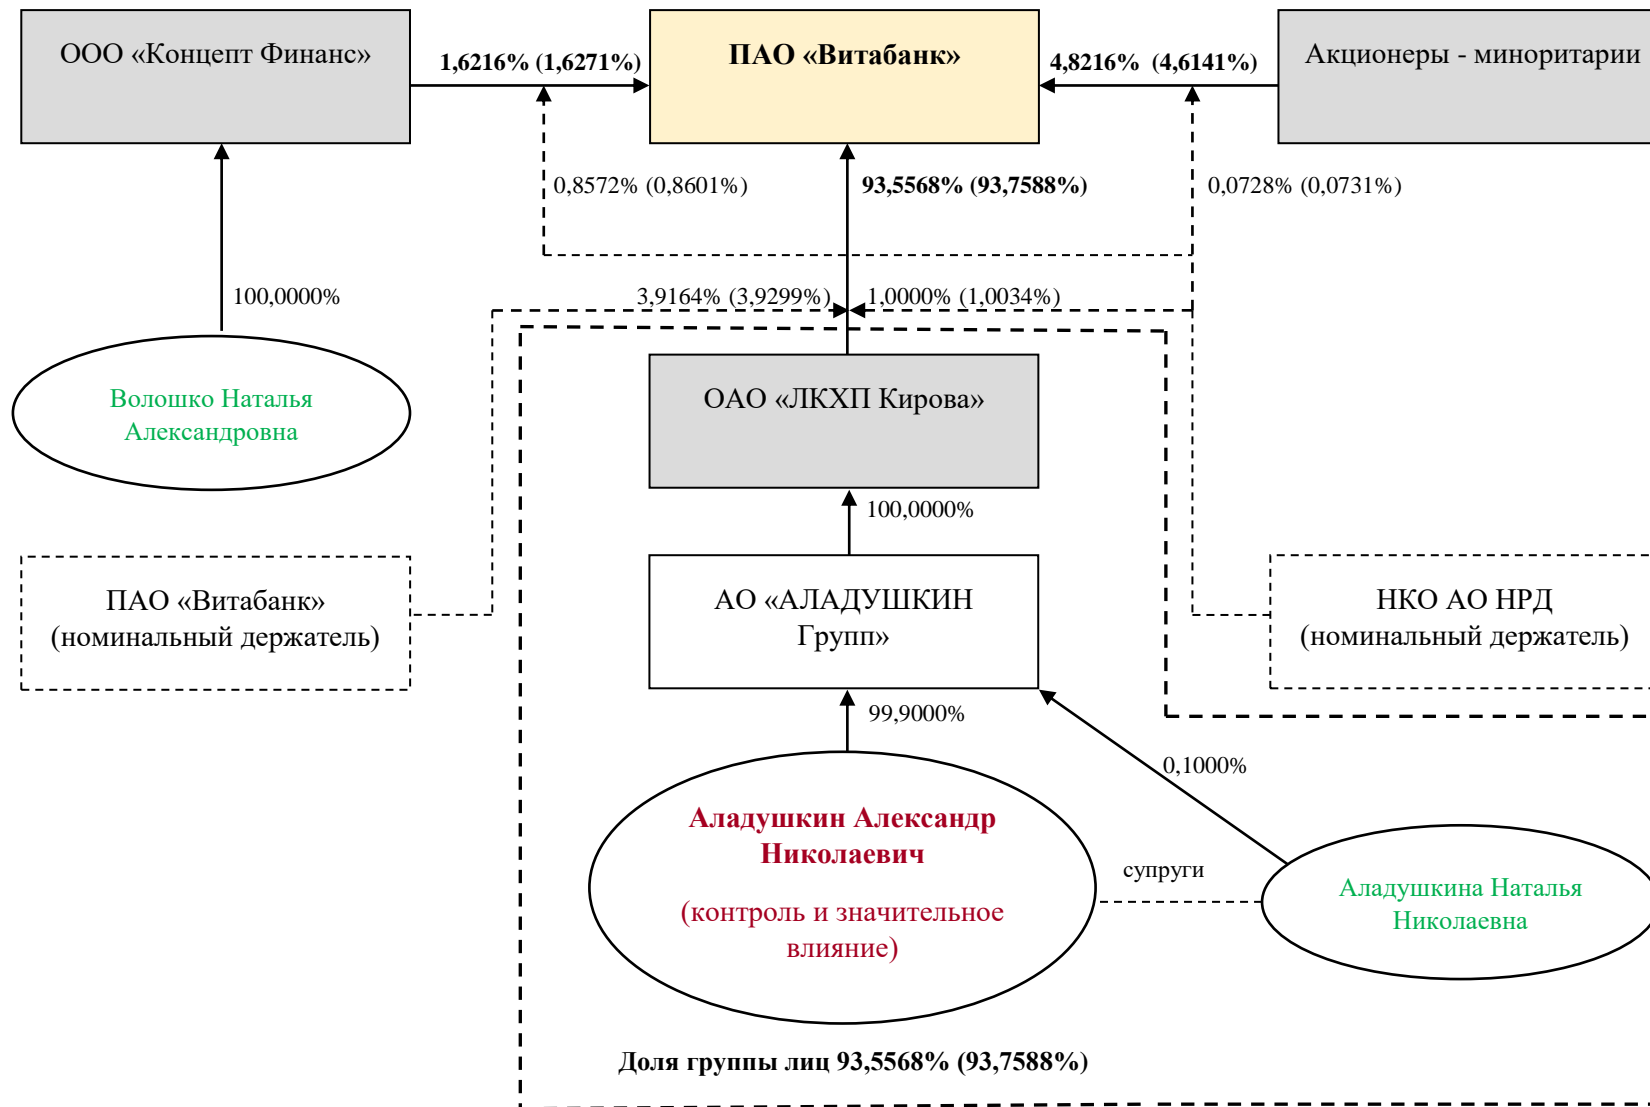 ООО «Концепт Финанс»
1,6216% (1,6271%)
ПАО «Витабанк»
4,8216% (4,6141%)
Акционеры - миноритарии
0,8572% (0,8601%)
93,5568% (93,7588%)
0,0728% (0,0731%)
100,0000%
3,9164% (3,9299%)
1,0000% (1,0034%)
Волошко Наталья
Александровна
ОАО «ЛКХП Кирова»
100,0000%
ПАО «Витабанк»
(номинальный держатель)
АО «АЛАДУШКИН
Групп»
НКО АО НРД
(номинальный держатель)
99,9000%
0,1000%
Аладушкин Александр
Николаевич
(контроль и значительное
влияние)
супруги
Аладушкина Наталья
Николаевна
Доля группы лиц 93,5568% (93,7588%)